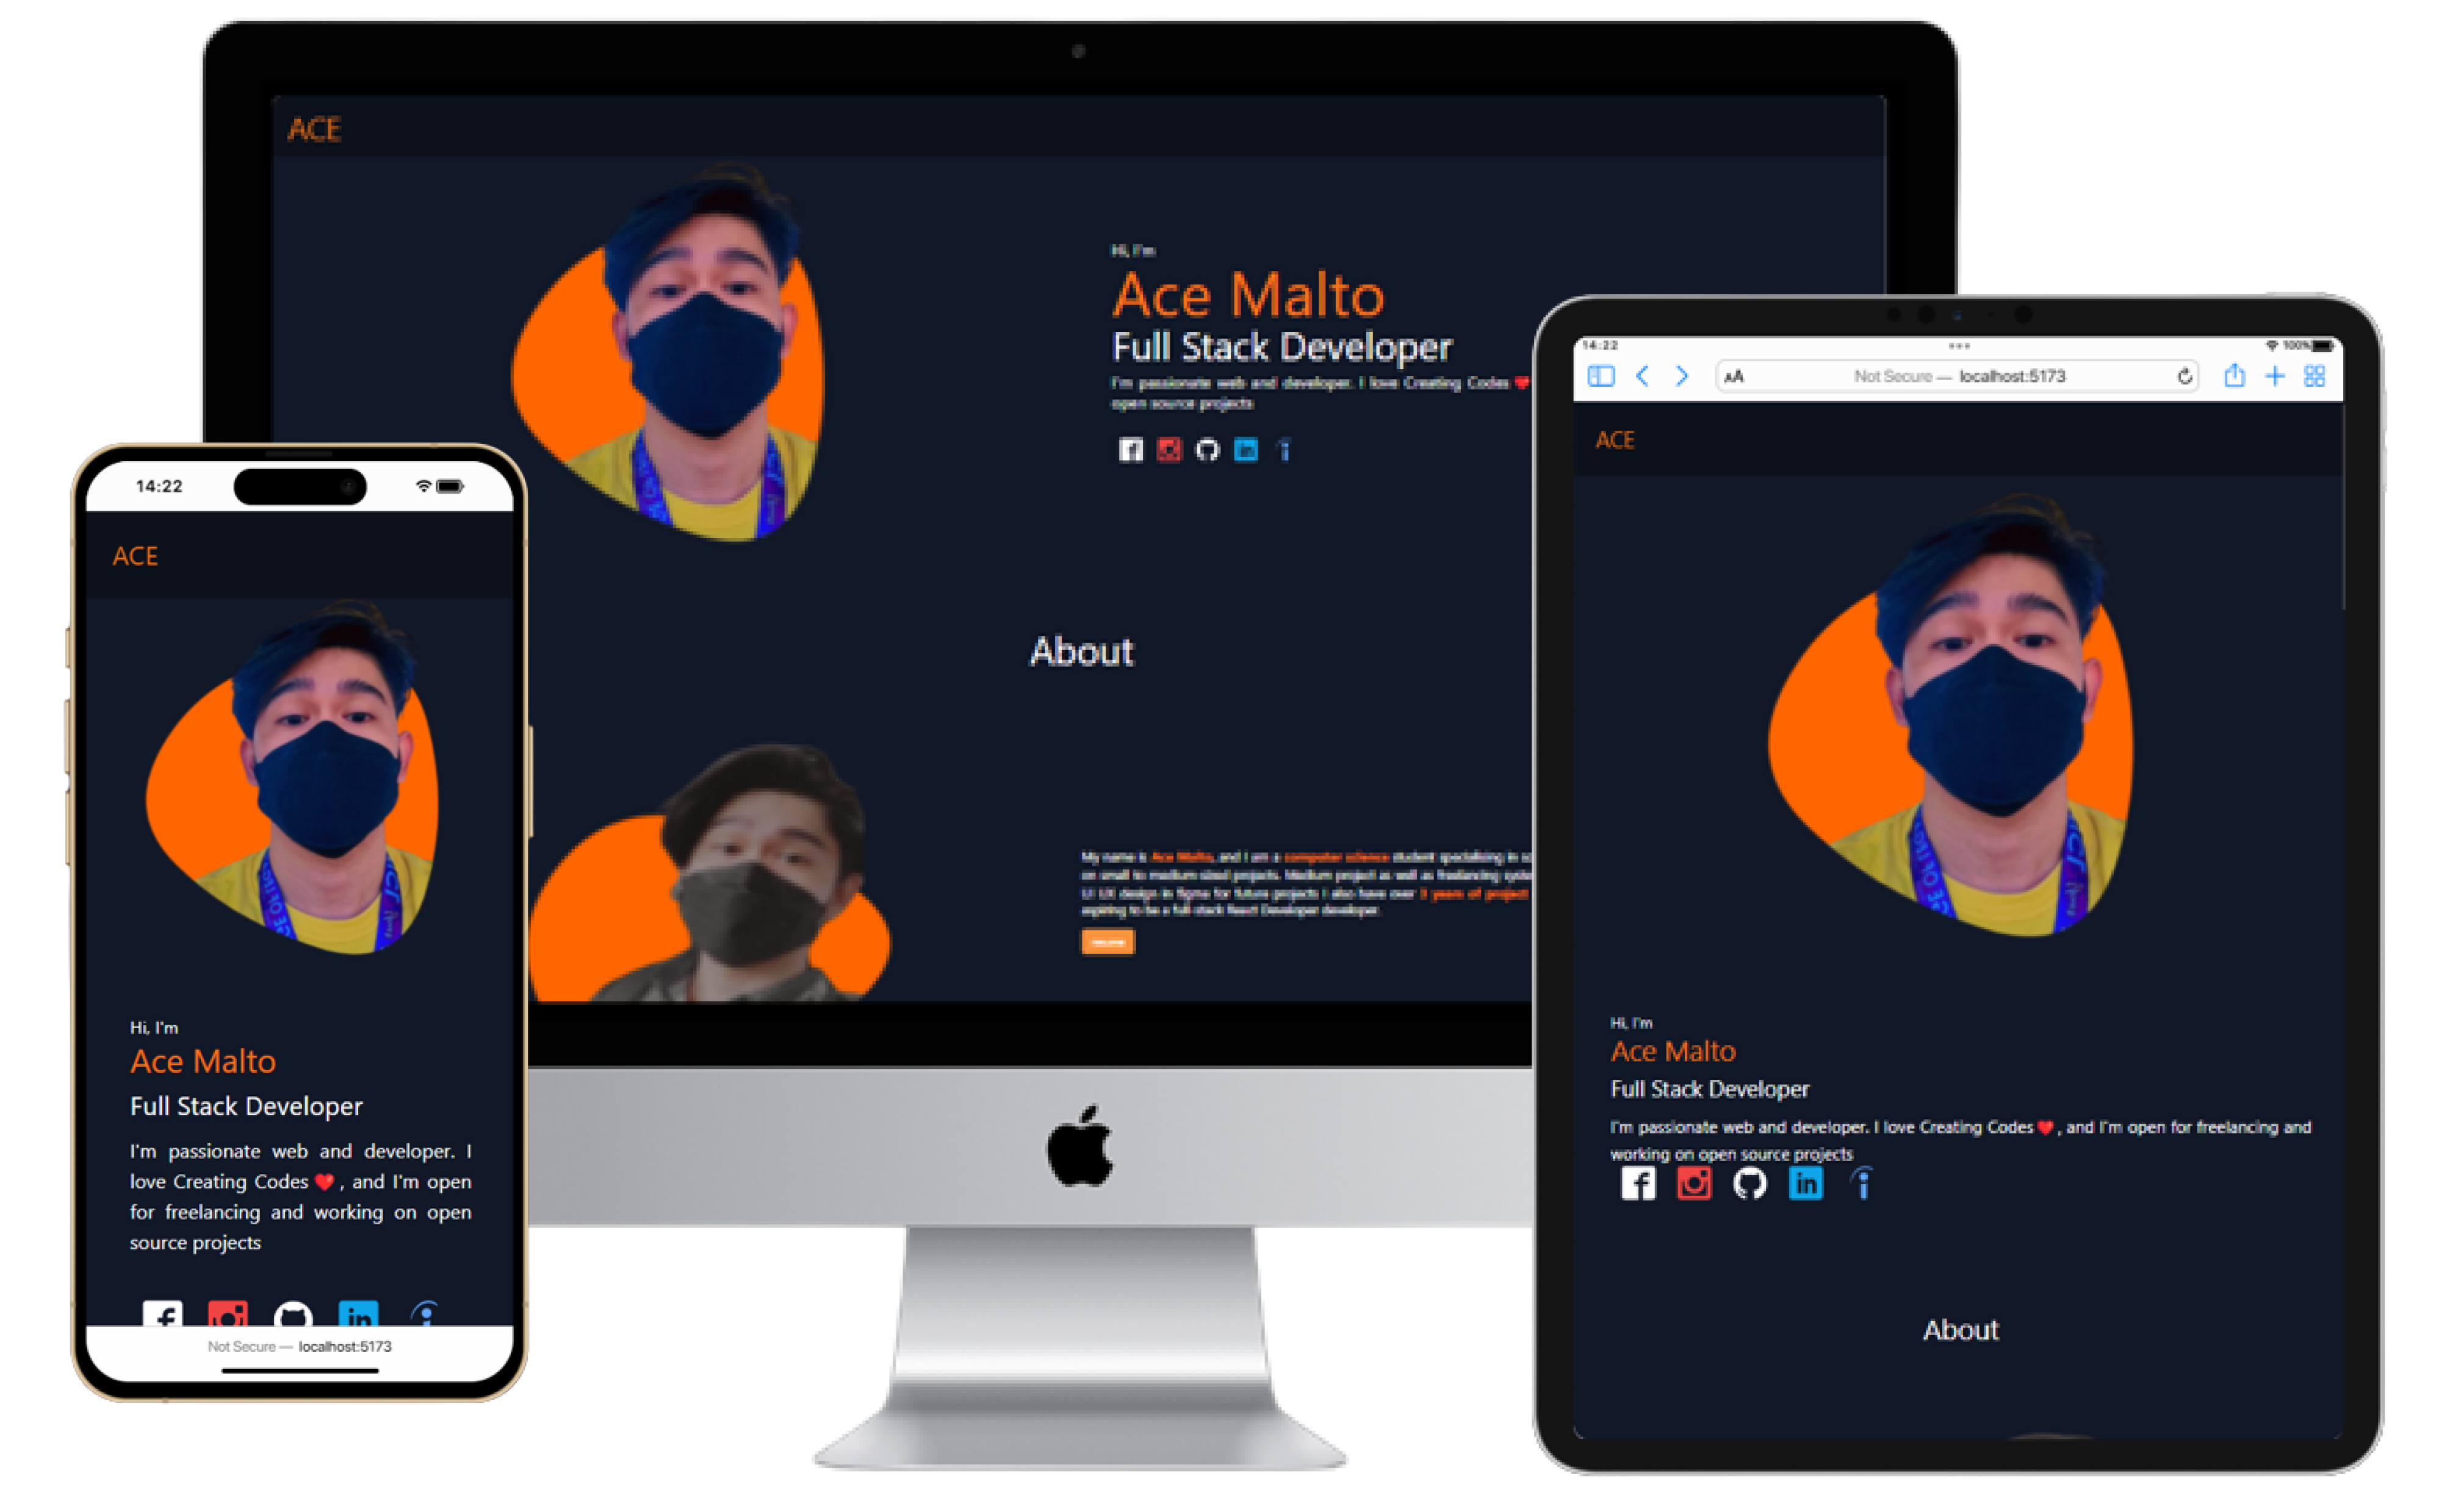 ACE
Hi, I'm
Ace Malto
Full Stack Developer
I'm passionate web and developer. I love Creating Codes❤️
open source projects
About
My name is Ace Malto, and I am a computer science student specializing in
on small to medium sized projects. Medium project as well as freelancing
UI UX design in figma for future projects I also have over 3 years of project
aspiring to be a full stack React Developer developer.
14:22
ACE
Hi, I'm
Ace Malto
Full Stack Developer
I'm passionate web and developer. I
love Creating Codes❤️, and I'm open
for freelancing and working on open
source projects
Not Secure — localhost:5173
14:22
100%
AA Not Secure — localhost:5173
ACE
Hi, I'm
Ace Malto
Full Stack Developer
I'm passionate web and developer. I love Creating Codes❤️, and I'm open for freelancing and
working on open source projects
About